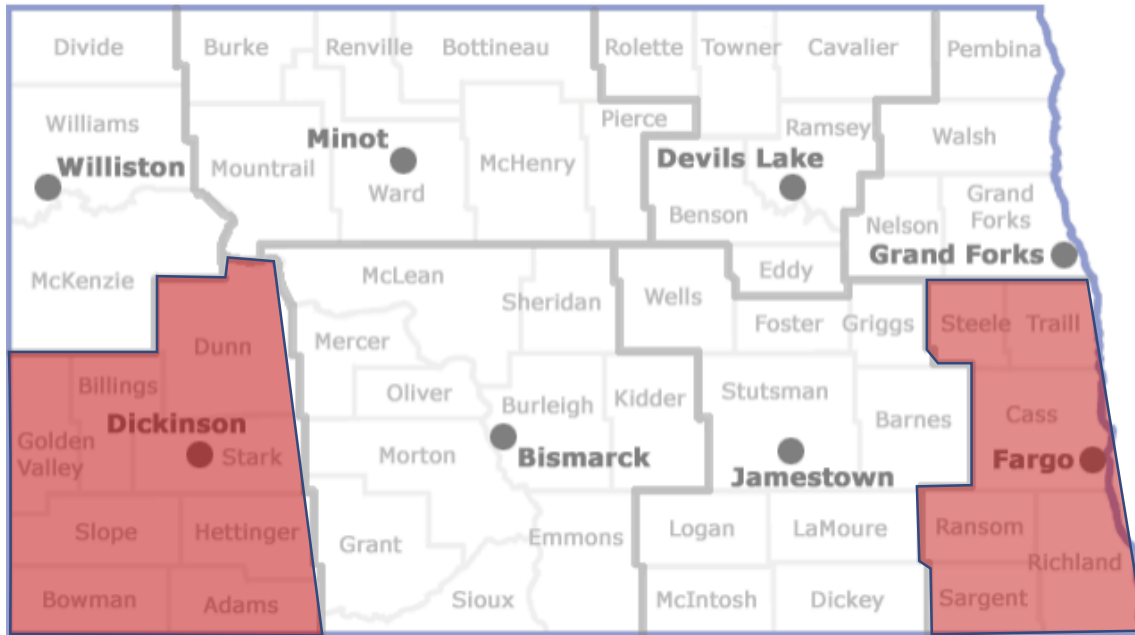 Divide
Burke
Renville
Bottineau
Rolette
Towner
Cavalier
Pembina
Williams
Williston
Minot
Mountrail
Ward
McHenry
Pierce
Ramsey
Devils Lake
Benson
Walsh
Nelson
Grand
Forks
Grand Forks
McKenzie
McLean
Sheridan
Wells
Eddy
Foster
Griggs
Steele
Traill
Dunn
Mercer
Billings
Oliver
Burleigh
Kidder
Stutsman
Barnes
Cass
Dickinson
Golden
Valley
Stark
Morton
Bismarck
Jamestown
Fargo
Slope
Hettinger
Grant
Emmons
Logan
LaMoure
Ransom
Richland
Bowman
Adams
Sioux
McIntosh
Dickey
Sargent